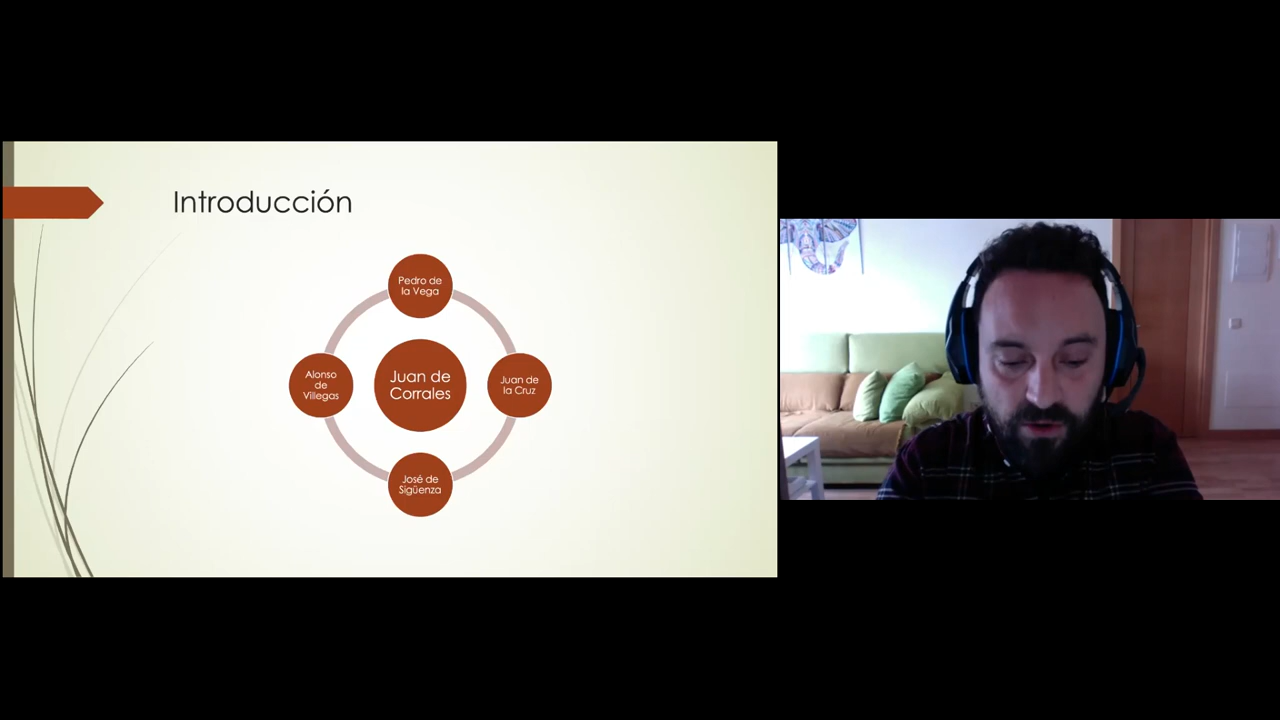 Introducción
Pedro de
la Vega
Alonso
de
Villegas
Juan de
Corrales
Juan de
la Cruz
José de
Sigüenza